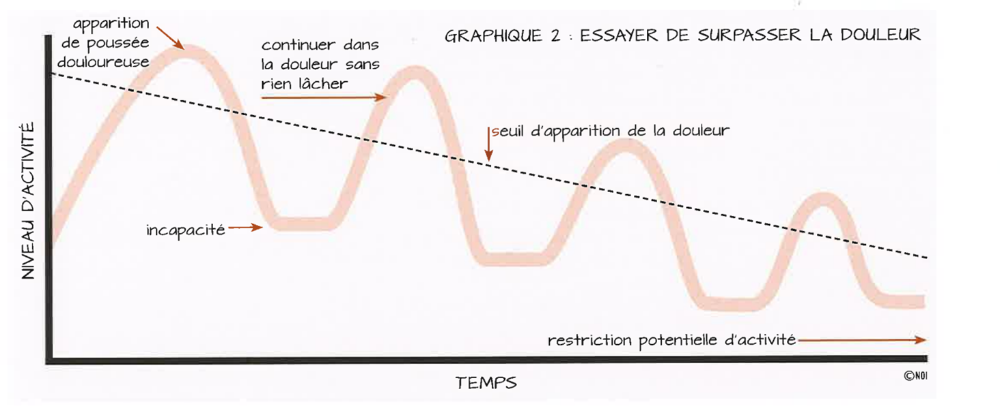 apparition
de poussée
douloureuse
continuer dans
la douleur sans
rien lâcher
GRAPHIQUE 2 : ESSAYER DE SURPASSER LA DOULEUR
seuil d'apparition de la douleur
NIVEAU D'ACTIVITÉ
incapacité
restriction potentielle d'activité
TEMPS
©NOI